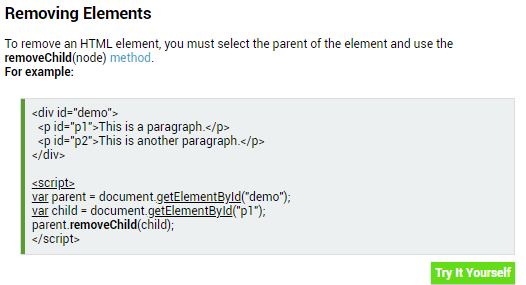 Removing Elements
To remove an HTML element, you must select the parent of the element and use the
removeChild(node) method.
For example:
<div id="demo">
<p id="p1">This is a paragraph.</p>
<p id="p2">This is another paragraph.</p>
</div>
<script>
var parent = document.getElementById("demo");
var child = document.getElementById("p1");
parent.removeChild(child);
</script>
Try It Yourself